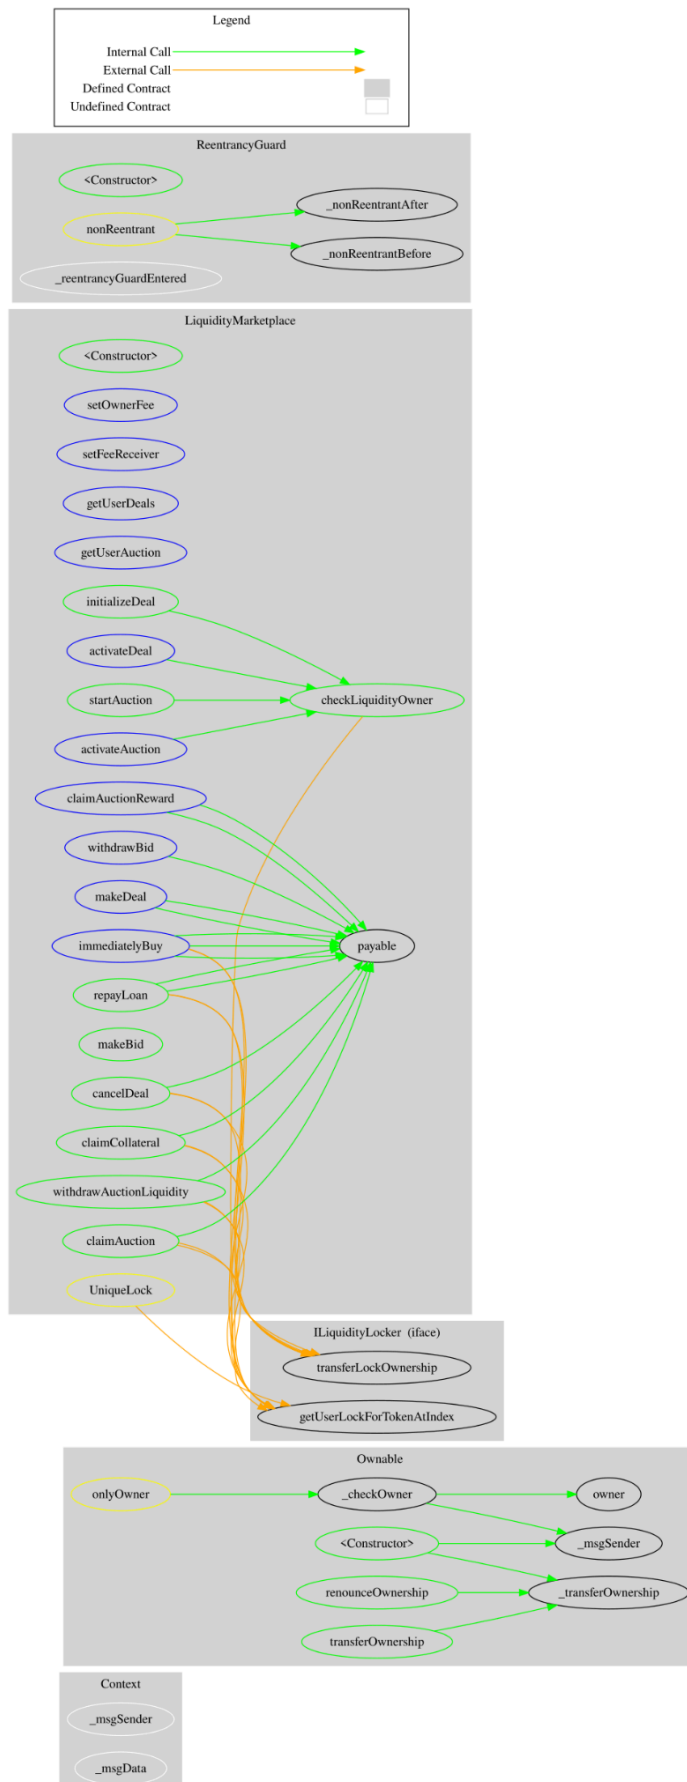 Legend
Internal Call
External Call
Defined Contract
Undefined Contract
ReentrancyGuard
<Constructor>
_nonReentrantAfter
nonReentrant
_nonReentrantBefore
_reentrancyGuardEntered
LiquidityMarketplace
<Constructor>
setOwnerFee
setFeeReceiver
getUserDeals
getUserAuction
initializeDeal
activateDeal
startAuction
checkLiquidityOwner
activateAuction
claimAuctionReward
withdrawBid
makeDeal
immediatelyBuy
payable
repayLoan
makeBid
cancelDeal
claimCollateral
withdrawAuctionLiquidity
claimAuction
UniqueLock
ILiquidityLocker (iface)
transferLockOwnership
getUserLockForTokenAtIndex
Ownable
onlyOwner
_checkOwner
owner
<Constructor>
_msgSender
renounceOwnership
_transferOwnership
transferOwnership
Context
_msgSender
_msgData